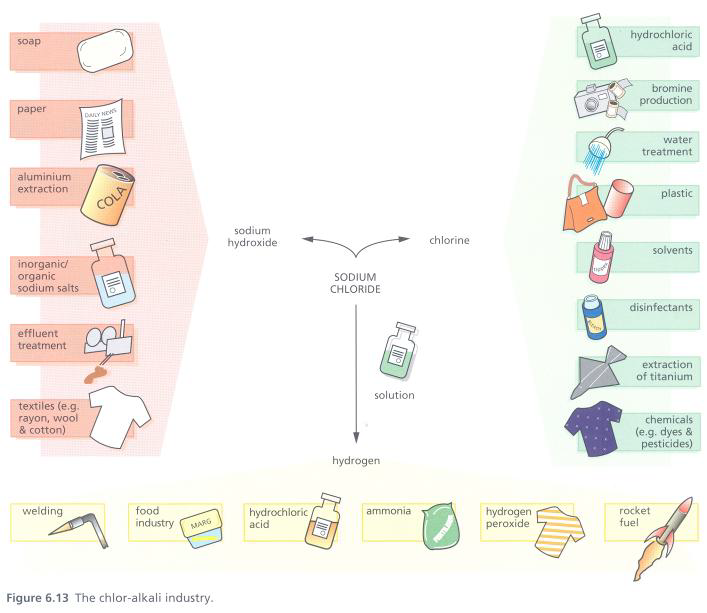 soap
paper
DAILY NEWS
aluminium
extraction
COLA
inorganic/
organic
sodium salts
effluent
treatment
textiles (e.g.
rayon, wool
& cotton)
sodium
hydroxide
chlorine
SODIUM
CHLORIDE
solution
hydrogen
hydrochloric
acid
bromine
production
water
treatment
plastic
solvents
disinfectants
extraction
of titanium
chemicals
(e.g. dyes &
pesticides)
welding
food
industry
MARG
hydrochloric
acid
ammonia
hydrogen
peroxide
rocket
fuel
Figure 6.13 The chlor-alkali industry.